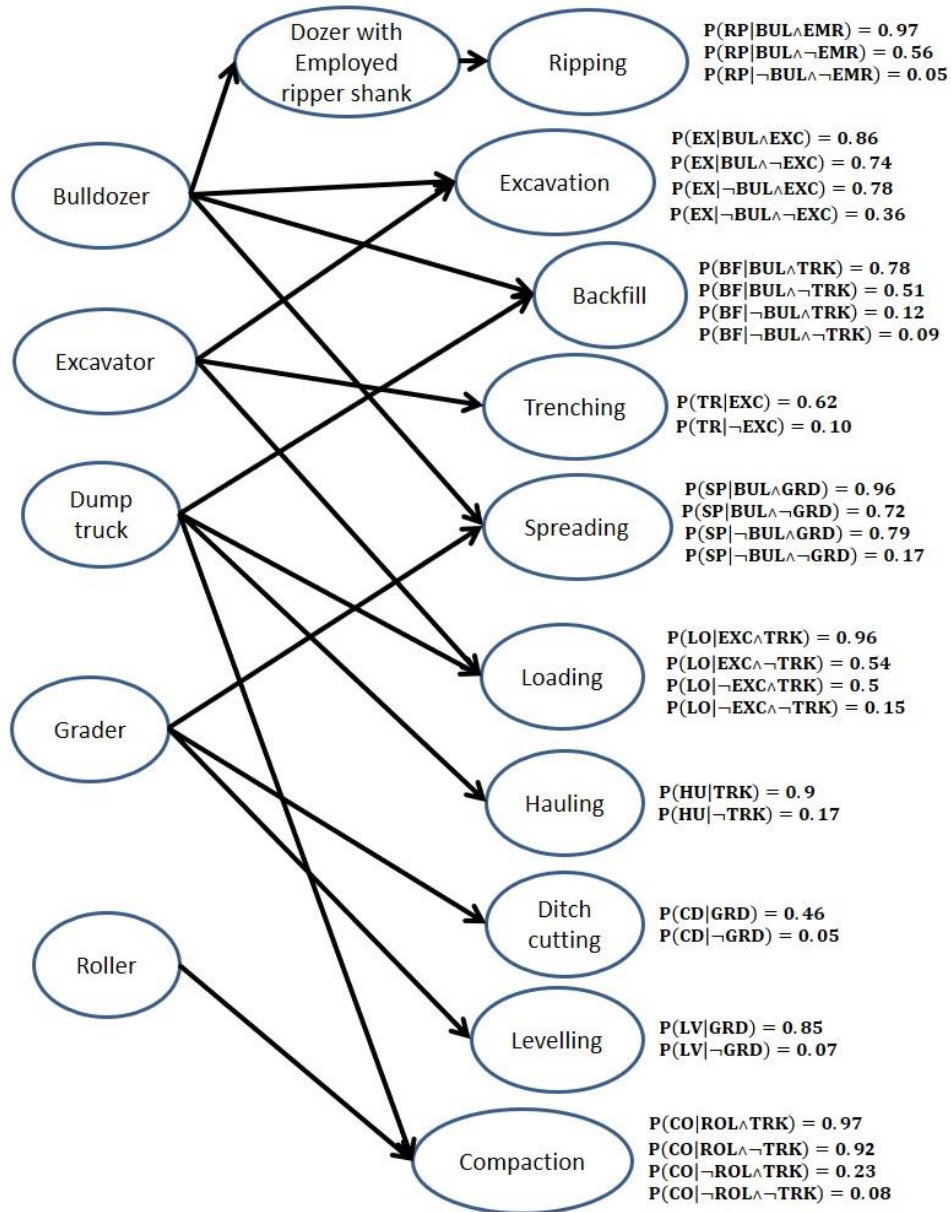 Dozer with
Employed
ripper shank
Ripping
P(RP|BUL∧EMR) = 0.97
P(RP|BUL∧¬EMR) = 0.56
P(RP|¬BUL∧¬EMR) = 0.05
Bulldozer
Excavation
P(EX|BUL∧EXC) = 0.86
P(EX|BUL∧¬EXC) = 0.74
P(EX|¬BUL∧EXC) = 0.78
P(EX|¬BUL∧¬EXC) = 0.36
Backfill
P(BF|BUL∧TRK) = 0.78
P(BF|BUL∧¬TRK) = 0.51
P(BF|¬BUL∧TRK) = 0.12
P(BF|¬BUL∧¬TRK) = 0.09
Excavator
Trenching
P(TR|EXC) = 0.62
P(TR|¬EXC) = 0.10
Dump
truck
Spreading
P(SP|BUL∧GRD) = 0.96
P(SP|BUL∧¬GRD) = 0.72
P(SP|¬BUL∧GRD) = 0.79
P(SP|¬BUL∧¬GRD) = 0.17
Loading
P(LO|EXC∧TRK) = 0.96
P(LO|EXC∧¬TRK) = 0.54
P(LO|¬EXC∧TRK) = 0.5
P(LO|¬EXC∧¬TRK) = 0.15
Grader
Hauling
P(HU|TRK) = 0.9
P(HU|¬TRK) = 0.17
Ditch
cutting
P(CD|GRD) = 0.46
P(CD|¬GRD) = 0.05
Roller
Levelling
P(LV|GRD) = 0.85
P(LV|¬GRD) = 0.07
Compaction
P(CO|ROL∧TRK) = 0.97
P(CO|ROL∧¬TRK) = 0.92
P(CO|¬ROL∧TRK) = 0.23
P(CO|¬ROL∧¬TRK) = 0.08